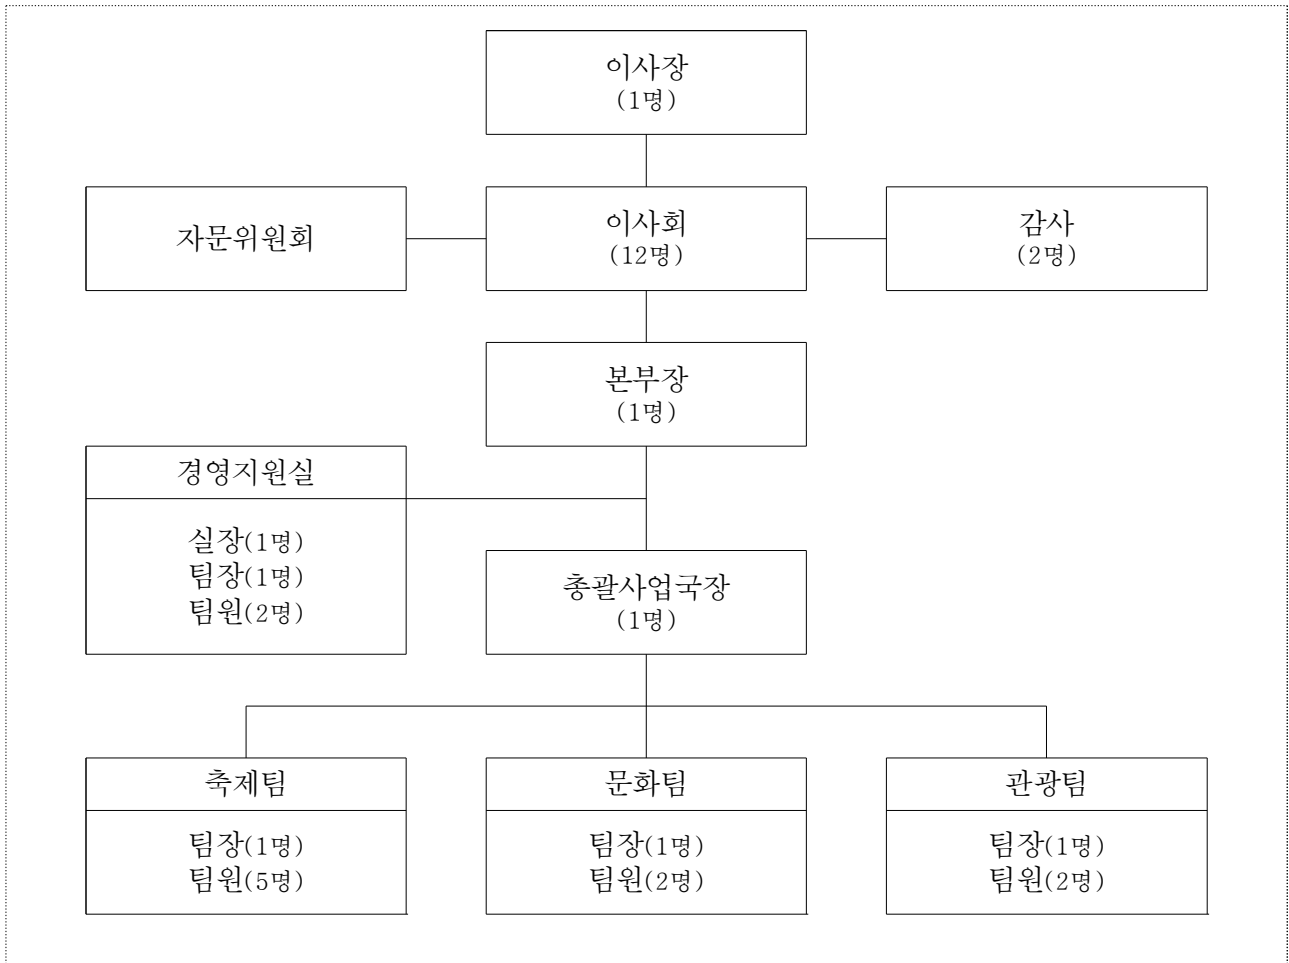 이사장
(1명)
자문위원회
이사회
(12명)
감사
(2명)
본부장
(1명)
경영지원실
실장(1명)
팀장(1명)
팀원(2명)
총괄사업국장
(1명)
축제팀
팀장(1명)
팀원(5명)
문화팀
팀장(1명)
팀원(2명)
관광팀
팀장(1명)
팀원(2명)